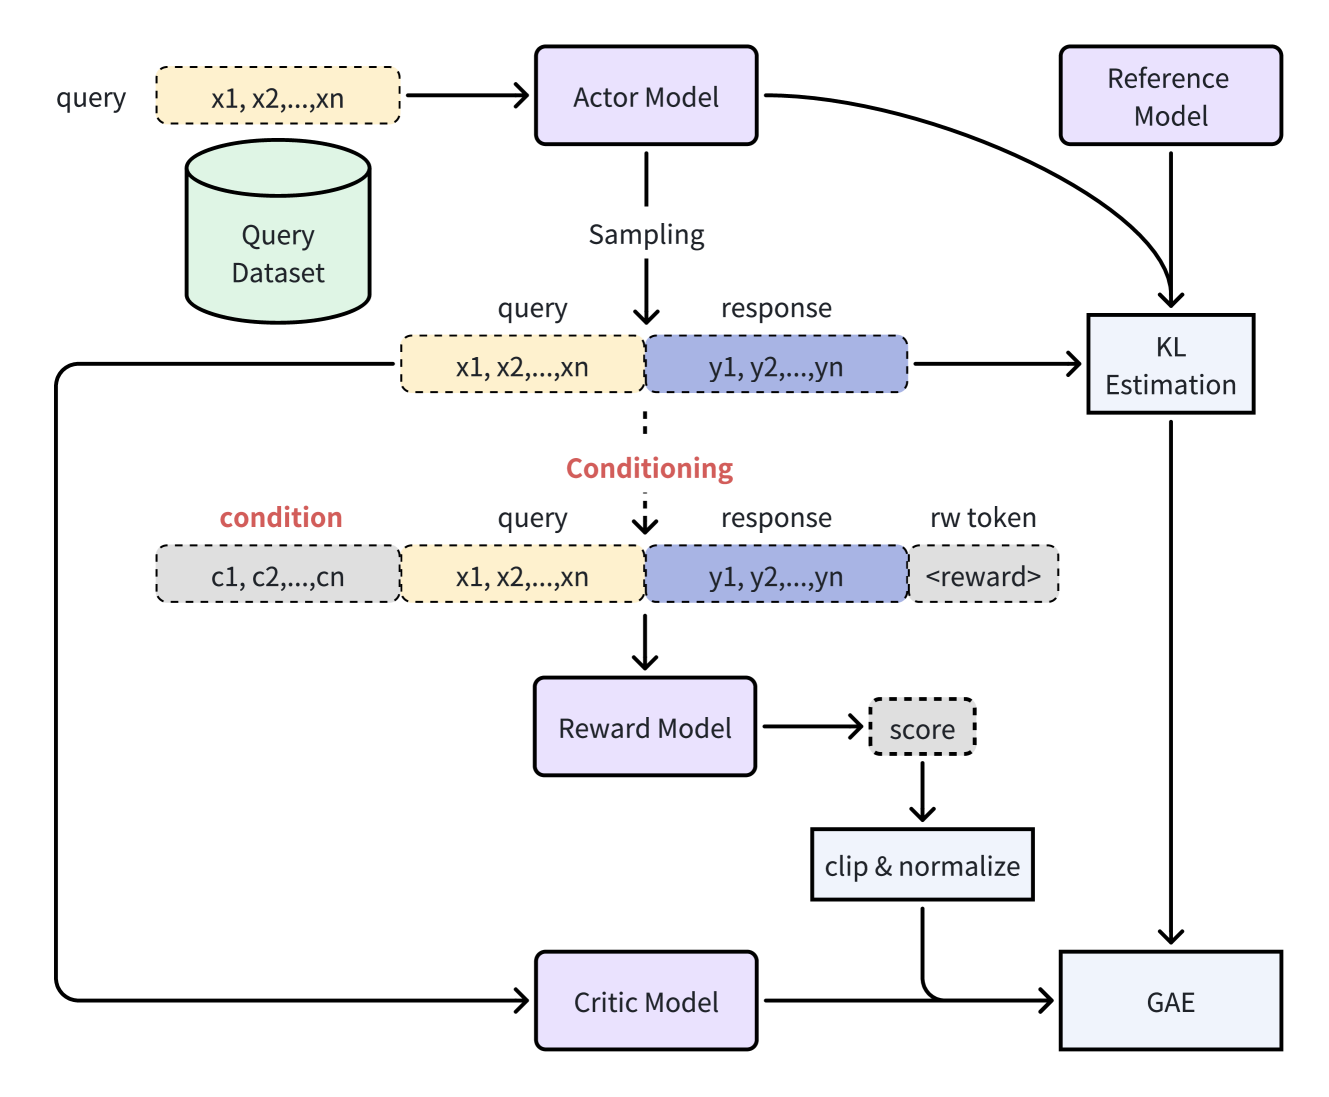 query
x1, x2,...,xn
Actor Model
Reference
Model
Query
Dataset
Sampling
query
response
x1, x2,...,xn
y1, y2,...,yn
KL
Estimation
Conditioning
condition
query
response
rw token
c1, c2,...,cn
x1, x2,...,xn
y1, y2,...,yn
<reward>
Reward Model
score
clip & normalize
Critic Model
GAE